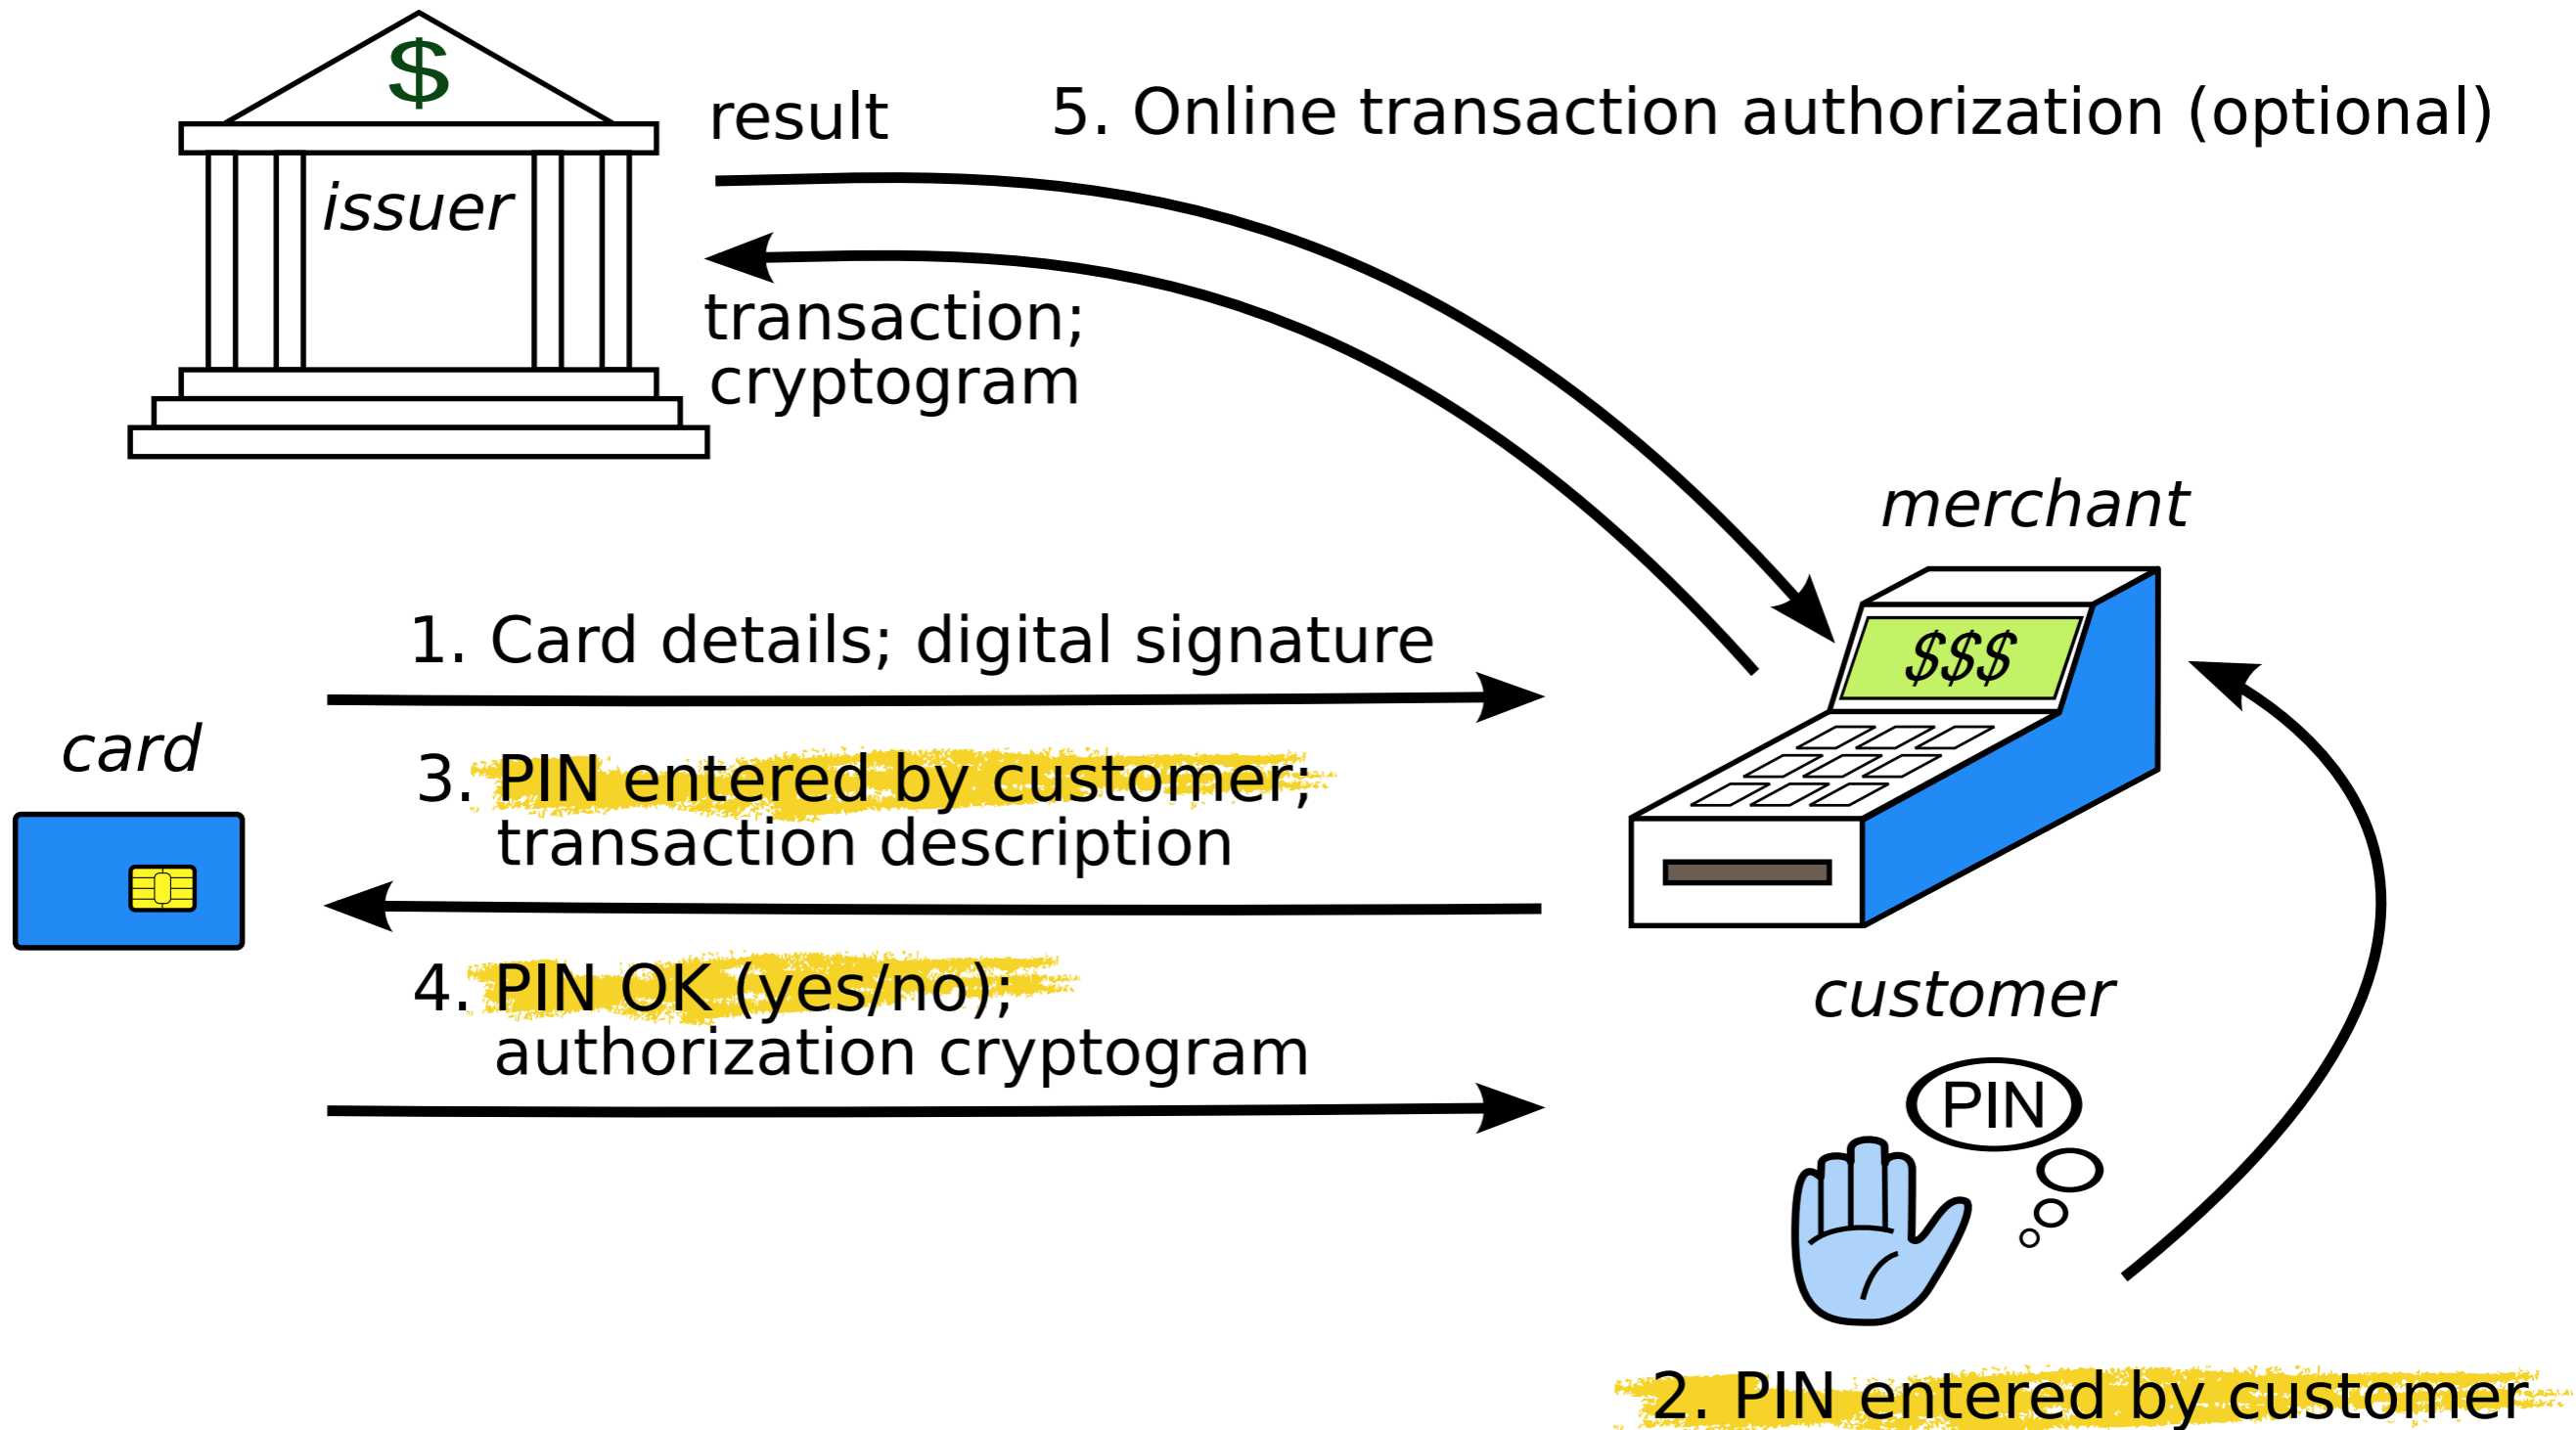 $
issuer
result
5. Online transaction authorization (optional)
transaction;
cryptogram
merchant
$$$
1. Card details; digital signature
card
3. PIN entered by customer;
transaction description
4. PIN OK (yes/no);
authorization cryptogram
customer
PIN
2. PIN entered by customer